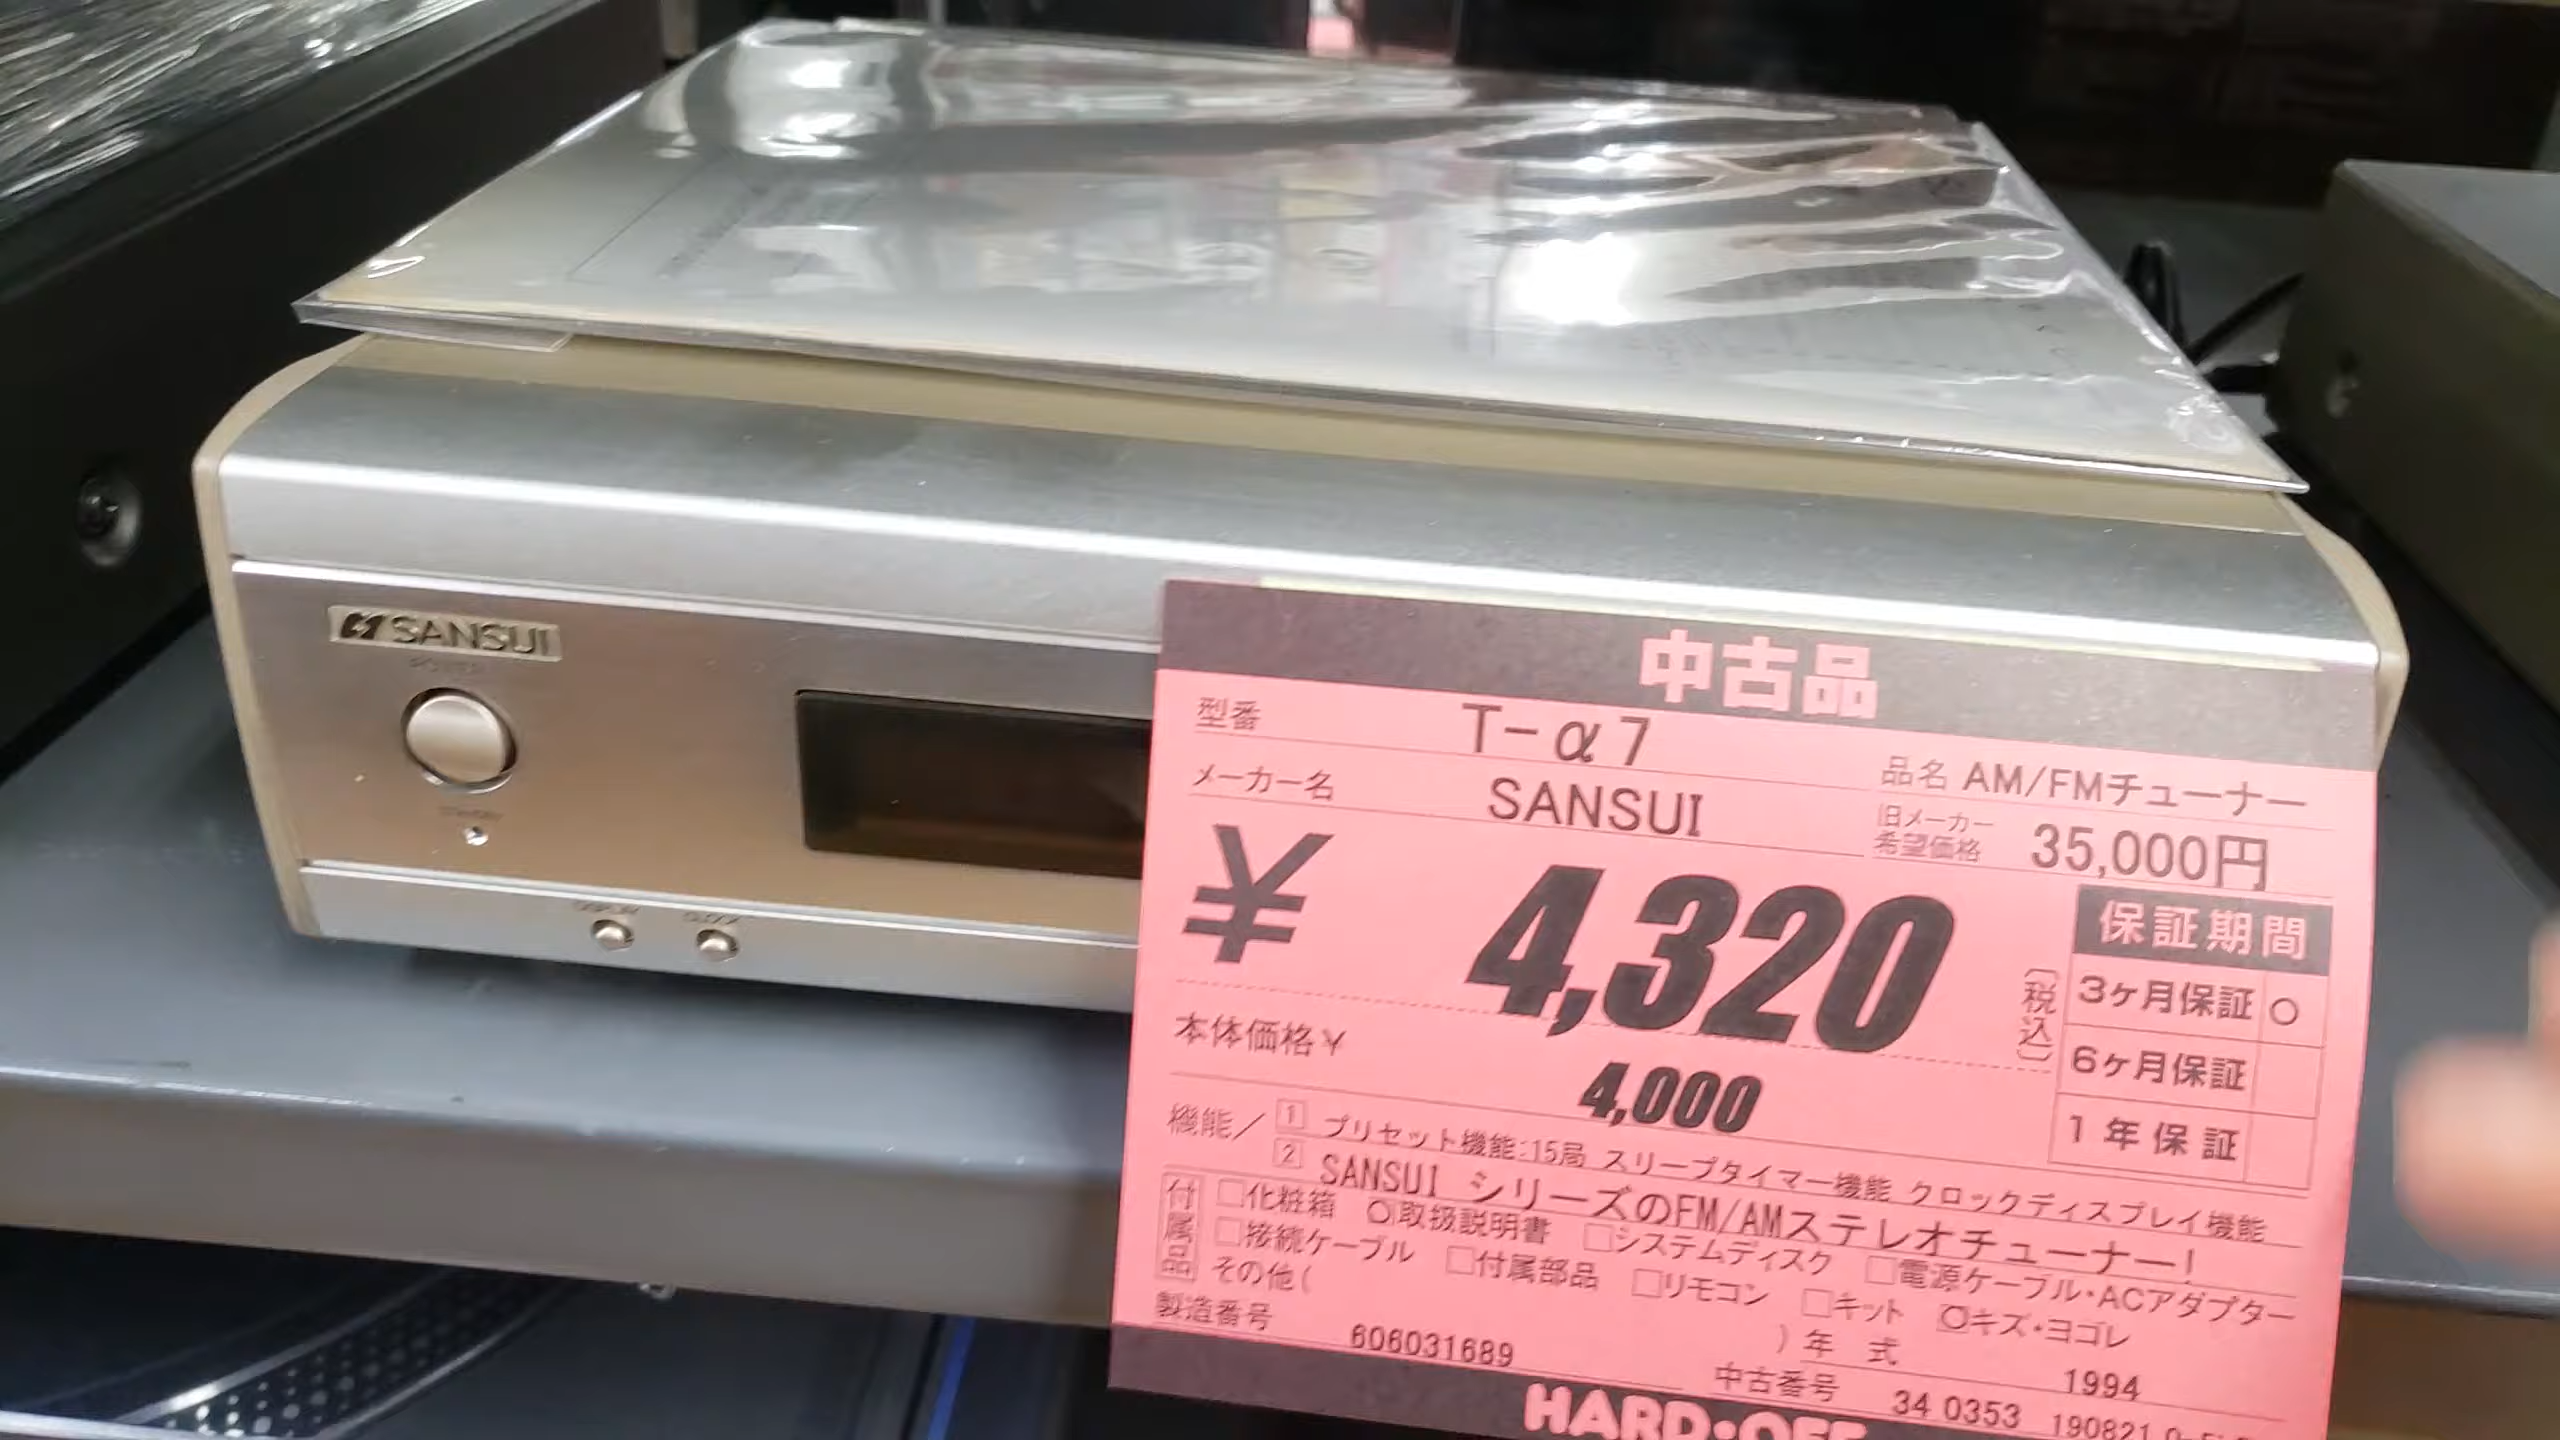 SANSUI
POWER
STANDBY
DISPLAY CLOCK
中古品
型番 T-α7
メーカー名 SANSUI
品名 AM/FMチューナー
旧メーカー希望価格 35,000円
¥ 4,320 〔税込〕
本体価格¥ 4,000
保証期間
3ヶ月保証 ○
6ヶ月保証
1年保証
機能/ 1 プリセット機能:15局 スリープタイマー機能 クロックディスプレイ機能
2 SANSUI シリーズのFM/AMステレオチューナー!
付属品 □化粧箱 ○取扱説明書 □システムディスク □電源ケーブル・ACアダプター
□接続ケーブル □付属部品 □リモコン □キット ○キズ・ヨゴレ
その他( )年 式 1994
製造番号 606031689
中古番号 34 0353 190821
HARD・OFF